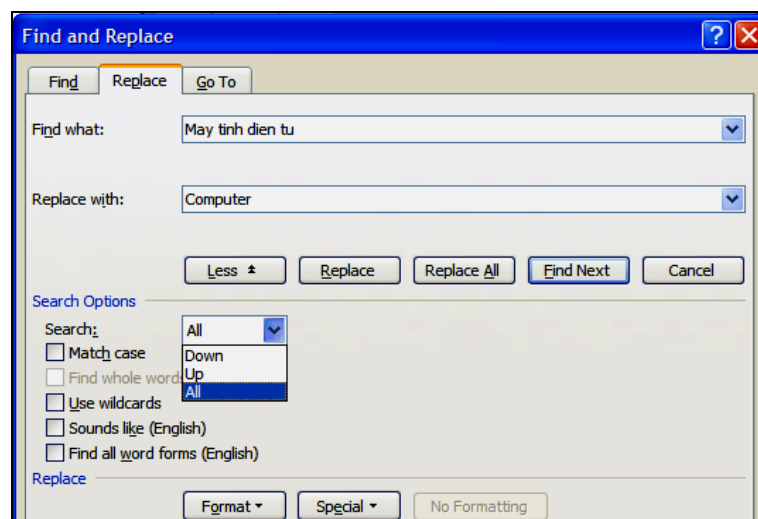 Find and Replace
Find Replace Go To
Find what: May tinh dien tu
Replace with: Computer
Less Replace Replace All Find Next Cancel
Search Options
Search: All
Match case Down
Find whole words Up
All
Use wildcards
Sounds like (English)
Find all word forms (English)
Replace
Format Special No Formatting